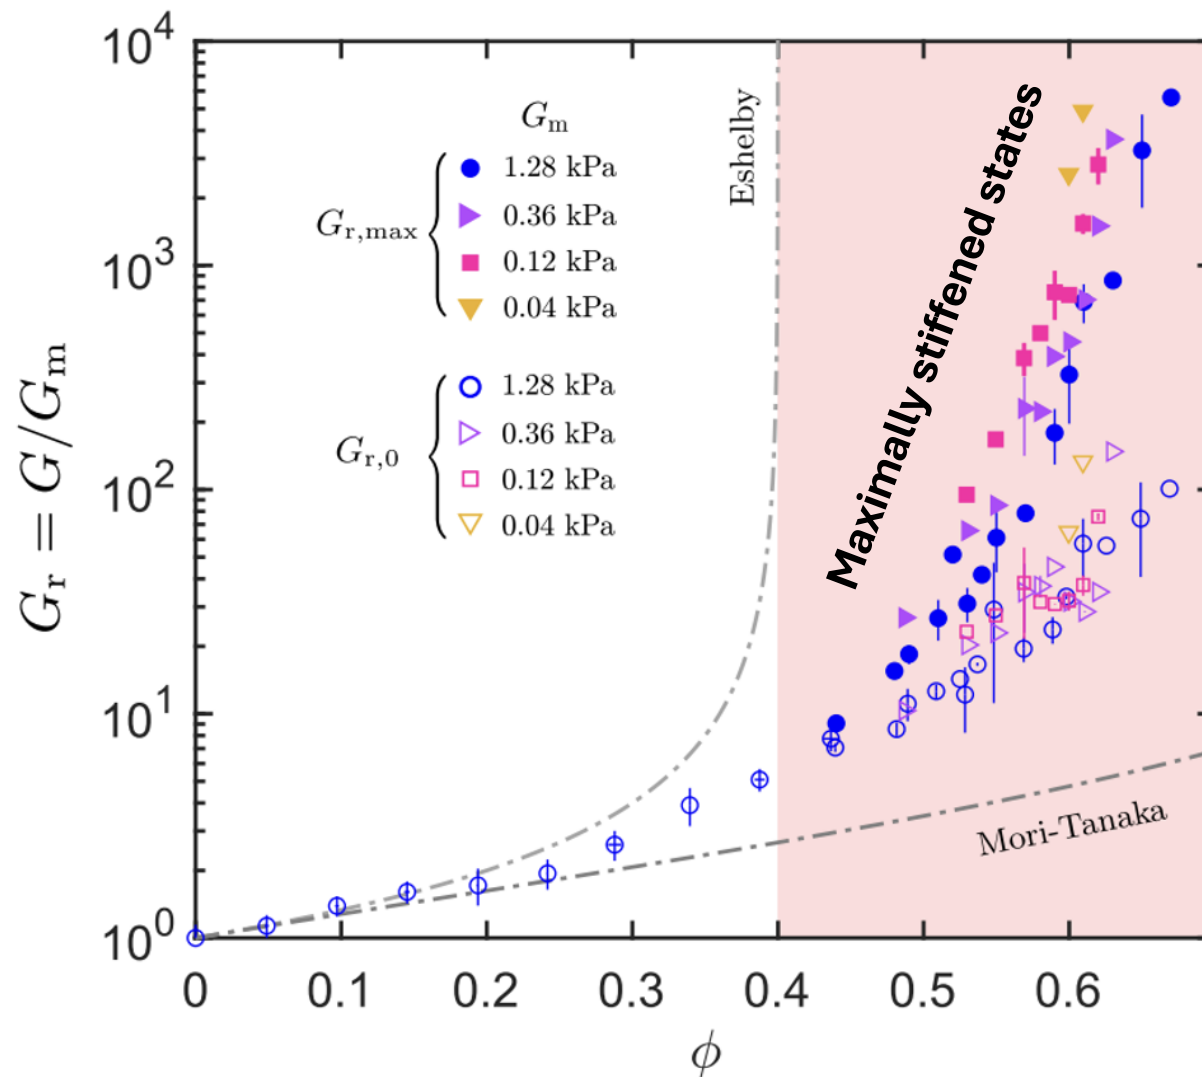 10^4
10^3
10^2
10^1
10^0
G_r = G/G_m
G_m
G_{r,max}
1.28 kPa
0.36 kPa
0.12 kPa
0.04 kPa
G_{r,0}
1.28 kPa
0.36 kPa
0.12 kPa
0.04 kPa
Eshelby
Maximally stiffened states
Mori-Tanaka
0 0.1 0.2 0.3 0.4 0.5 0.6
ϕ